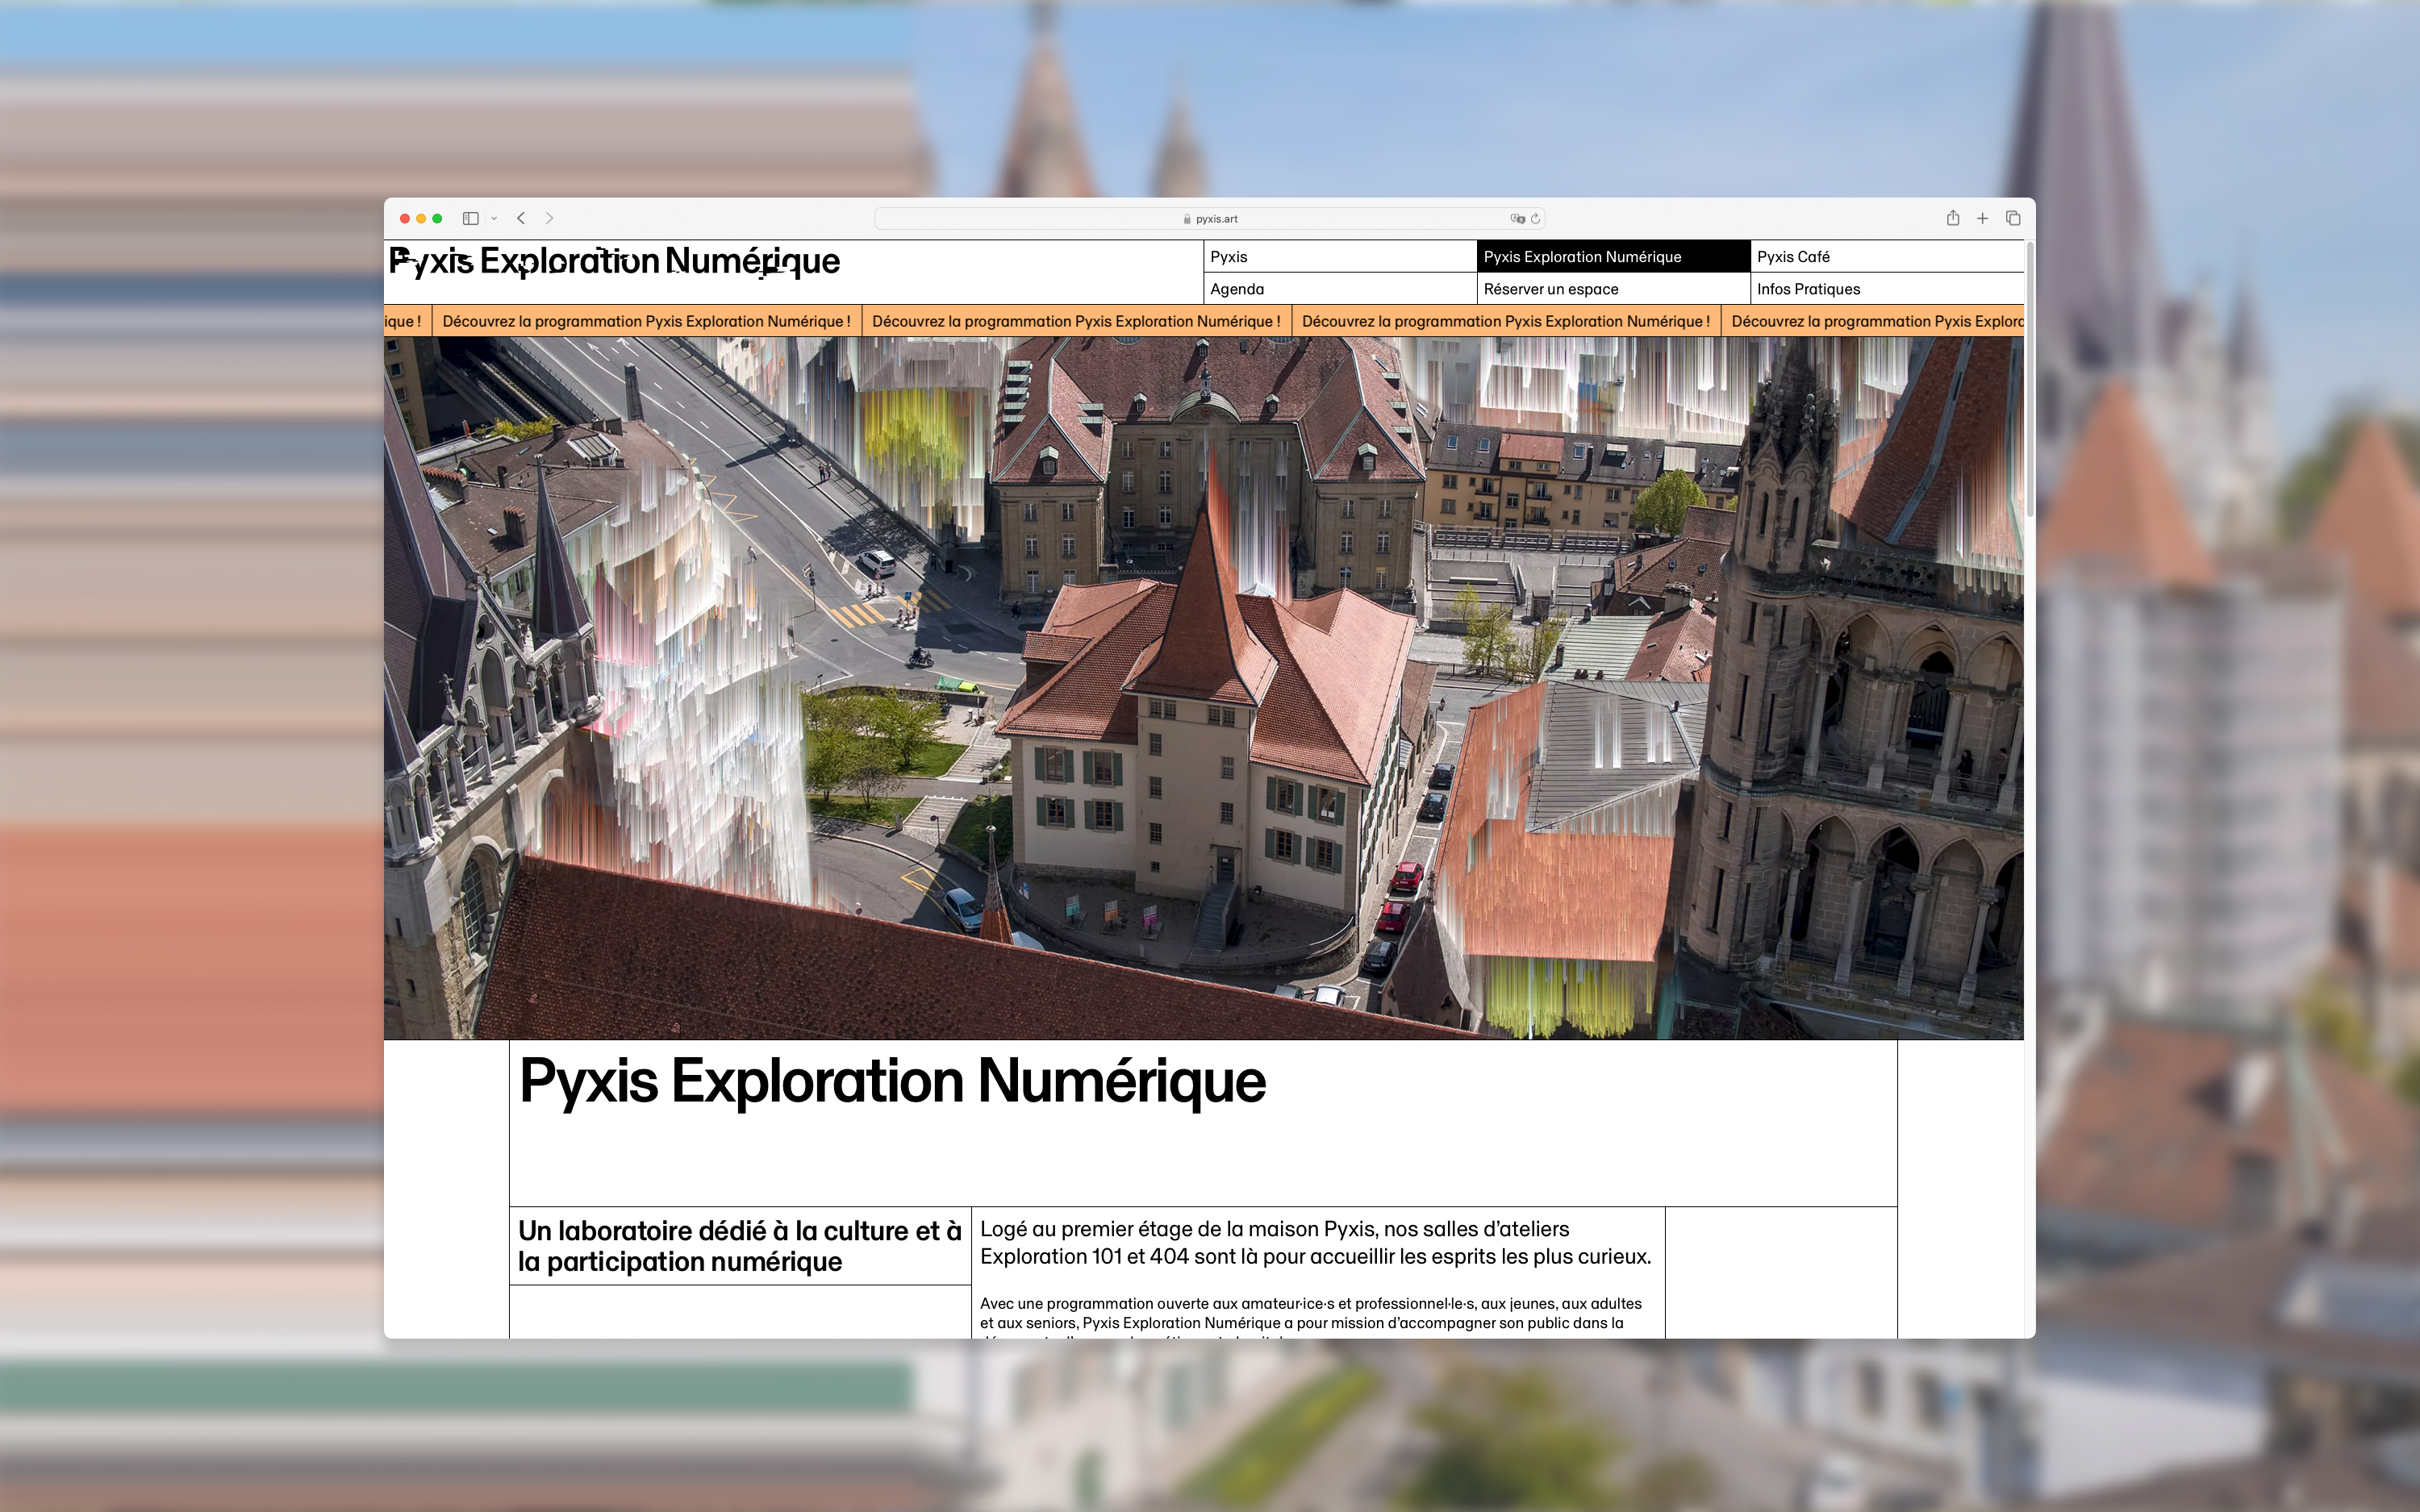 pyxis.art
Pyxis Exploration Numérique
Pyxis
Pyxis Exploration Numérique
Pyxis Café
Agenda
Réserver un espace
Infos Pratiques
ique ! Découvrez la programmation Pyxis Exploration Numérique ! Découvrez la programmation Pyxis Exploration Numérique ! Découvrez la programmation Pyxis Exploration Numérique ! Découvrez la programmation Pyxis Explor
Pyxis Exploration Numérique
Un laboratoire dédié à la culture et à
la participation numérique
Logé au premier étage de la maison Pyxis, nos salles d’ateliers
Exploration 101 et 404 sont là pour accueillir les esprits les plus curieux.
Avec une programmation ouverte aux amateur·ice·s et professionnel·le·s, aux jeunes, aux adultes
et aux seniors, Pyxis Exploration Numérique a pour mission d’accompagner son public dans la